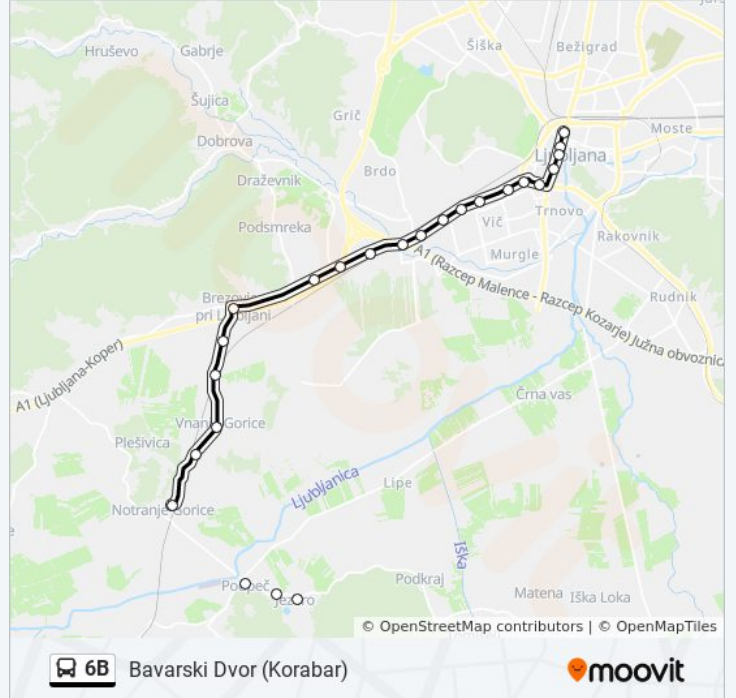 Hruševo
Gabrje
Šiška
Bežigrad
Šujica
Grič
Dobrova
Moste
Ljubljana
Brdo
Draževnik
Trnovo
Podsmreka
Vič
Rakovnik
Murgle
A1 (Razcep Malence - Razcep Kozarje) Južna obvoznic
Rudnik
Brezovica
pri Ljubljani
A1 (Ljubljana-Koper)
Črna vas
Vnanje Gorice
Plešivica
Ljubljanica
Lipe
Notranje Gorice
Iška
Podpeč
Jezero
Podkraj
Matena
Iška Loka
© OpenStreetMap contributors | © OpenMapTiles
6B Bavarski Dvor (Korabar)
moovit